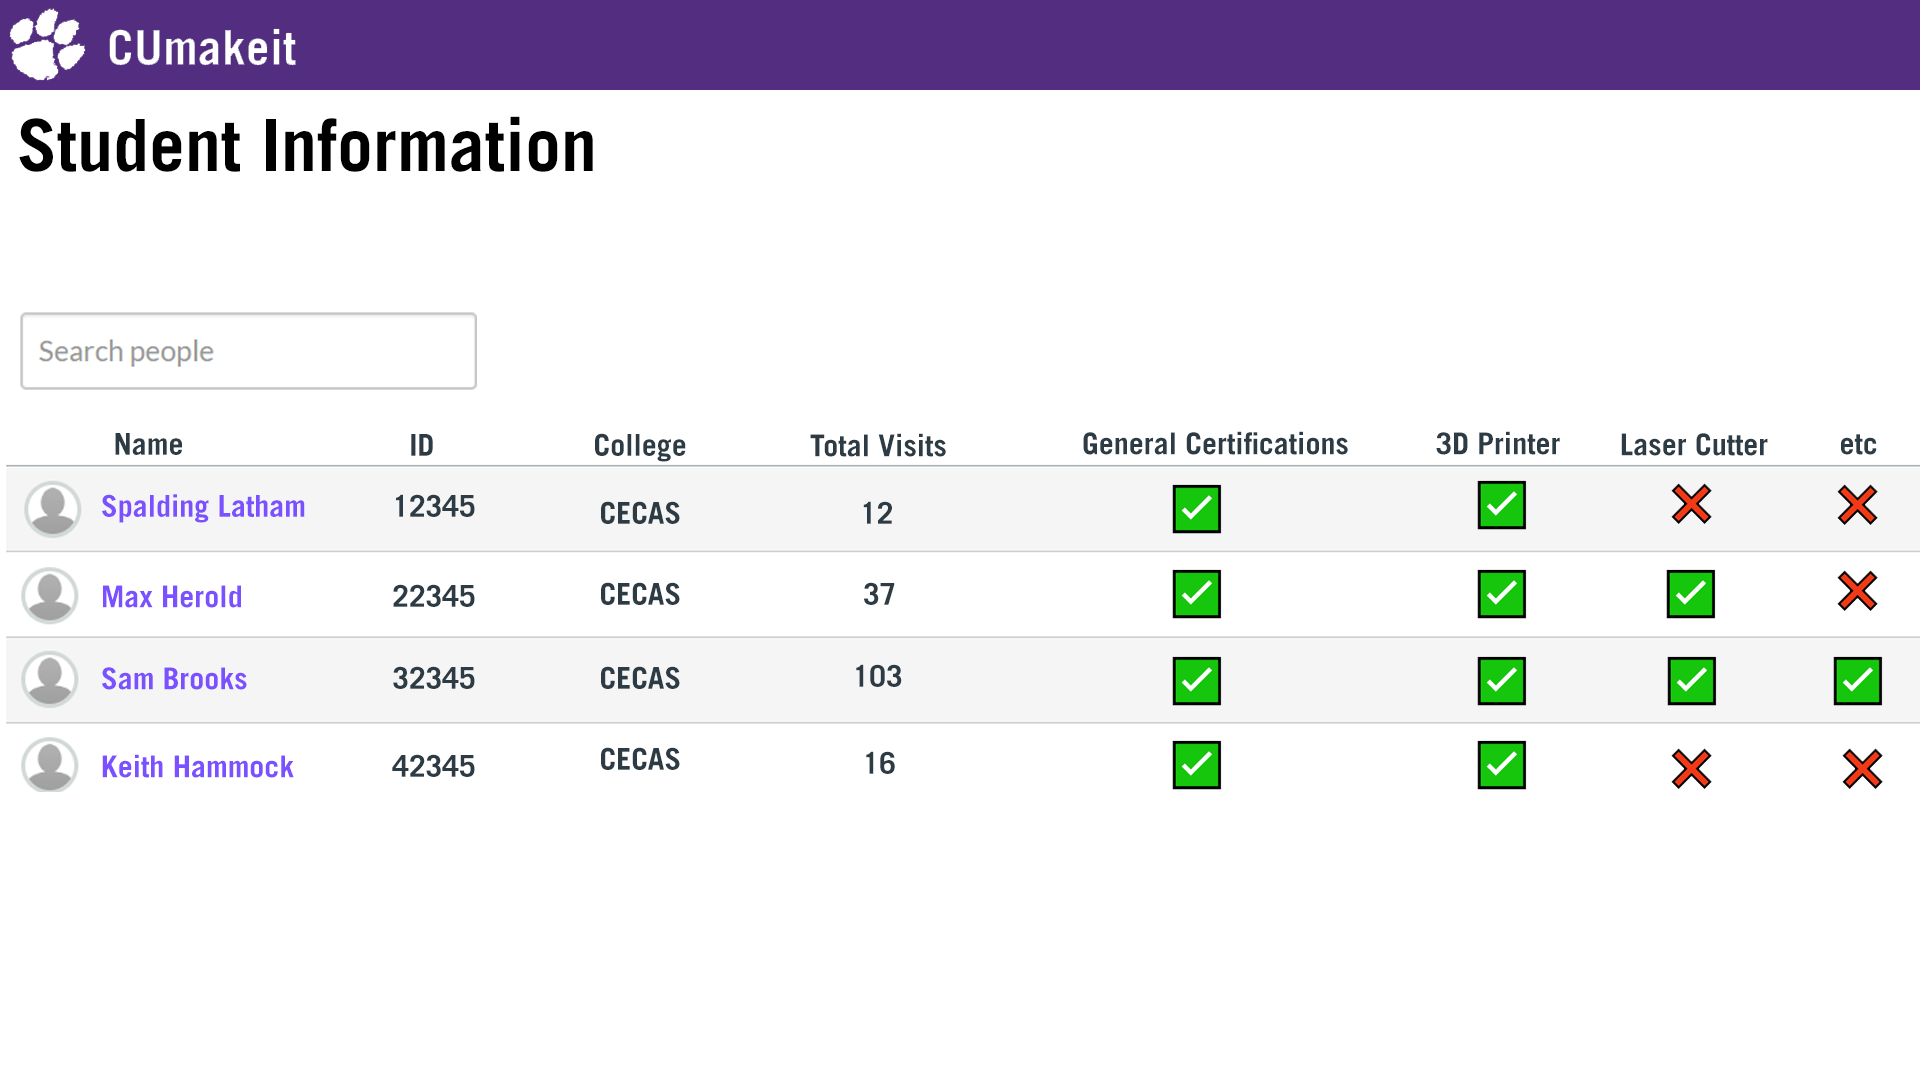 CUmakeit
Student Information
Search people
Name ID College Total Visits General Certifications 3D Printer Laser Cutter etc
Spalding Latham 12345 CECAS 12
Max Herold 22345 CECAS 37
Sam Brooks 32345 CECAS 103
Keith Hammock 42345 CECAS 16